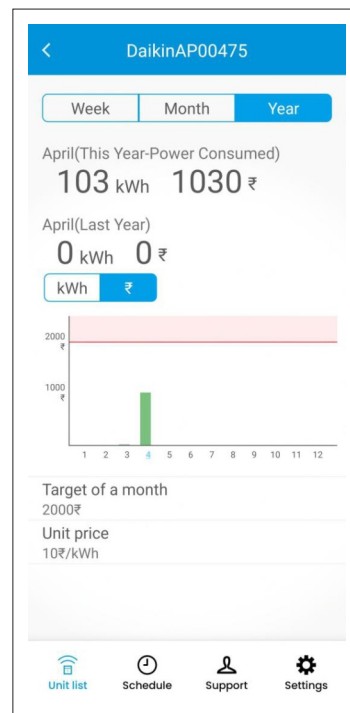 DaikinAP00475
Week Month Year
April(This Year-Power Consumed)
103 kWh 1030 ₹
April(Last Year)
0 kWh 0 ₹
kWh ₹
2000
₹
1000
₹
1 2 3 4 5 6 7 8 9 10 11 12
Target of a month
2000₹
Unit price
10₹/kWh
Unit list Schedule Support Settings